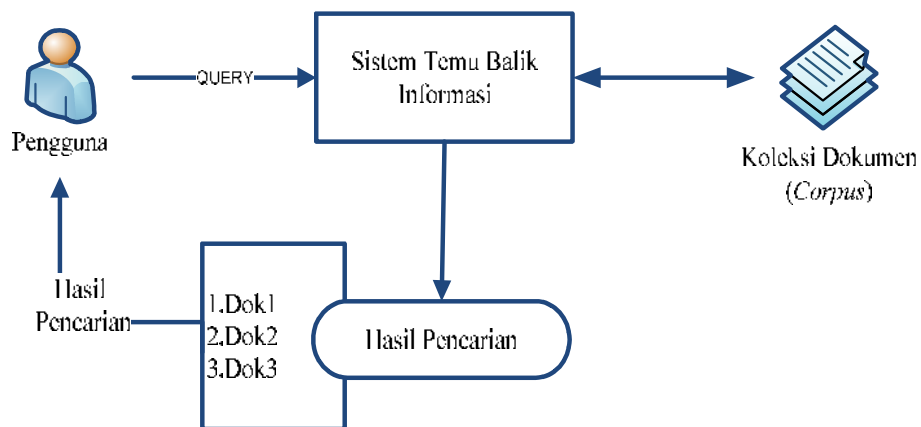 Pengguna
QUERY
Sistem Temu Balik
Informasi
Koleksi Dokumen
(Corpus)
Hasil
Pencarian
1.Dok1
2.Dok2
3.Dok3
Hasil Pencarian